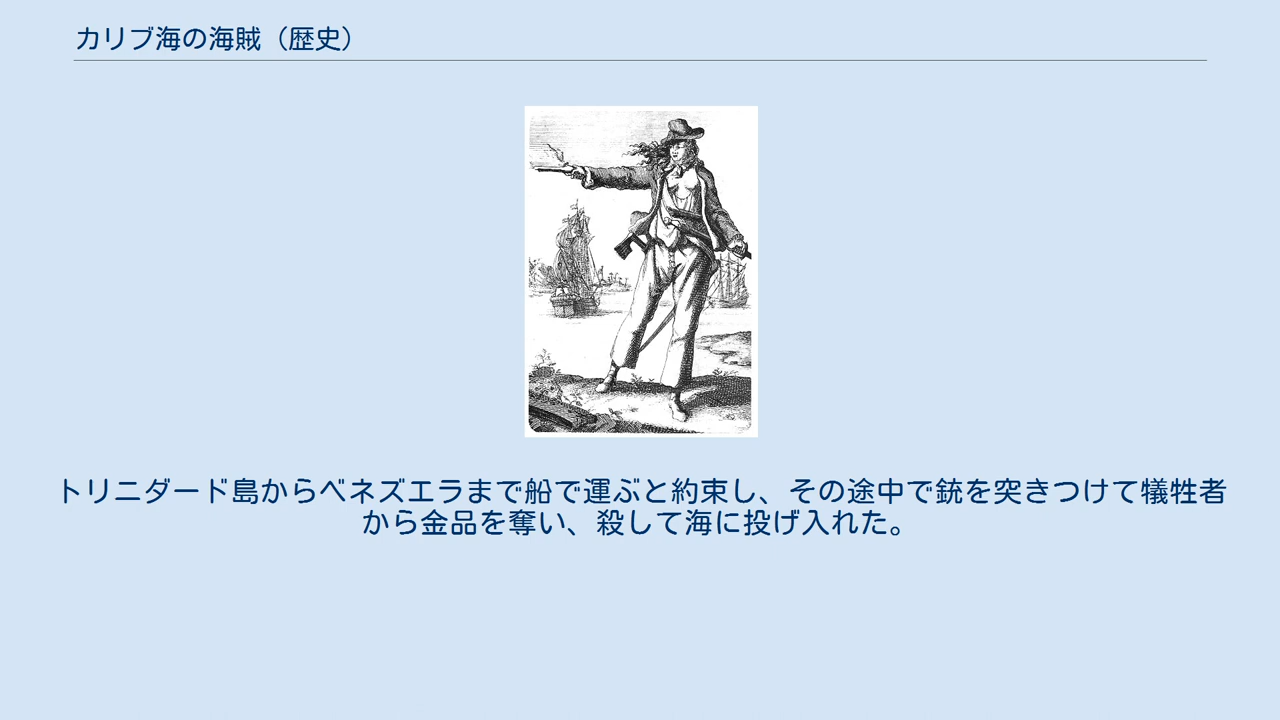 カリブ海の海賊（歴史）
トリニダード島からベネズエラまで船で運ぶと約束し、その途中で銃を突きつけて犠牲者
から金品を奪い、殺して海に投げ入れた。